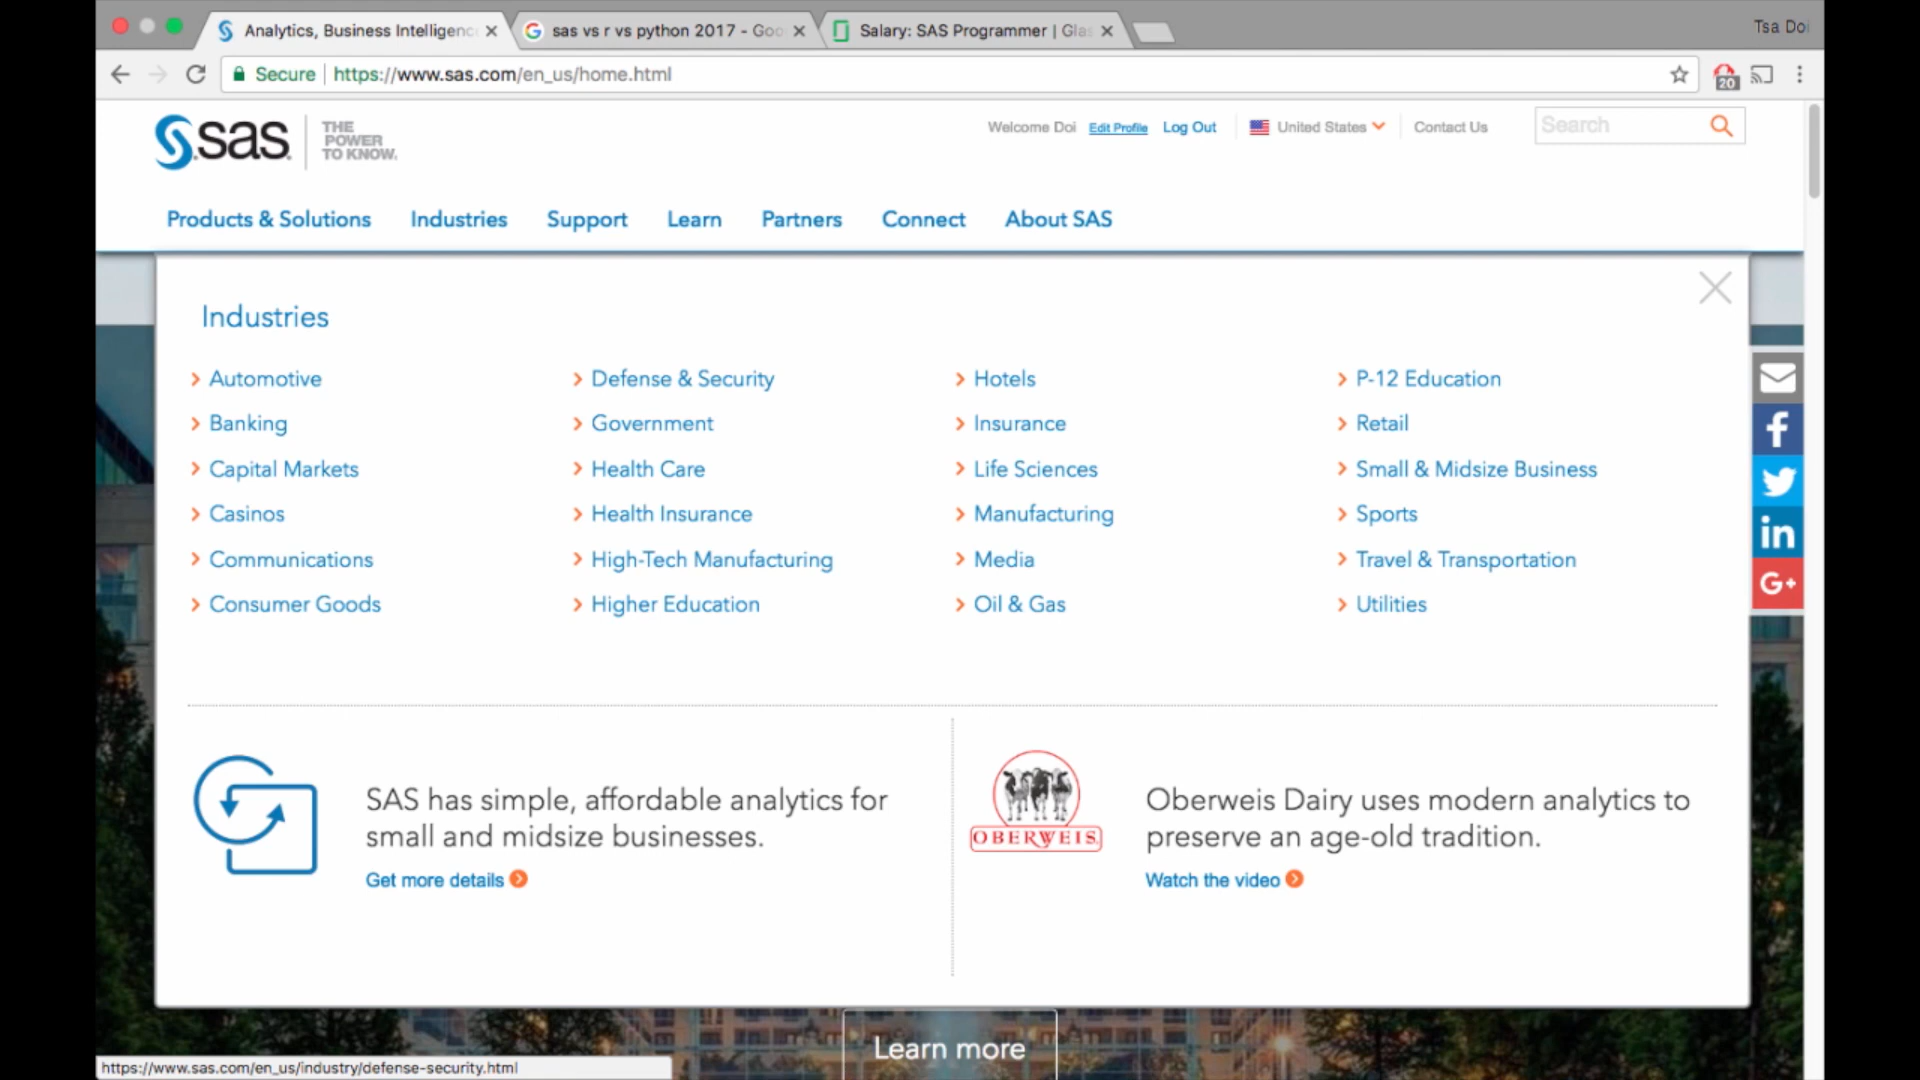 Analytics, Business Intelligenc
sas vs r vs python 2017 - Goo
Salary: SAS Programmer | Glas
Tsa Doi
Secure
https://www.sas.com/en_us/home.html
20
sas
THE
POWER
TO KNOW.
Welcome Doi Edit Profile Log Out United States Contact Us Search
Products & Solutions Industries Support Learn Partners Connect About SAS
Industries
Automotive
Banking
Capital Markets
Casinos
Communications
Consumer Goods
Defense & Security
Government
Health Care
Health Insurance
High-Tech Manufacturing
Higher Education
Hotels
Insurance
Life Sciences
Manufacturing
Media
Oil & Gas
P-12 Education
Retail
Small & Midsize Business
Sports
Travel & Transportation
Utilities
f
in
G+
SAS has simple, affordable analytics for
small and midsize businesses.
Get more details
OBERWEIS
Oberweis Dairy uses modern analytics to
preserve an age-old tradition.
Watch the video
Learn more
https://www.sas.com/en_us/industry/defense-security.html